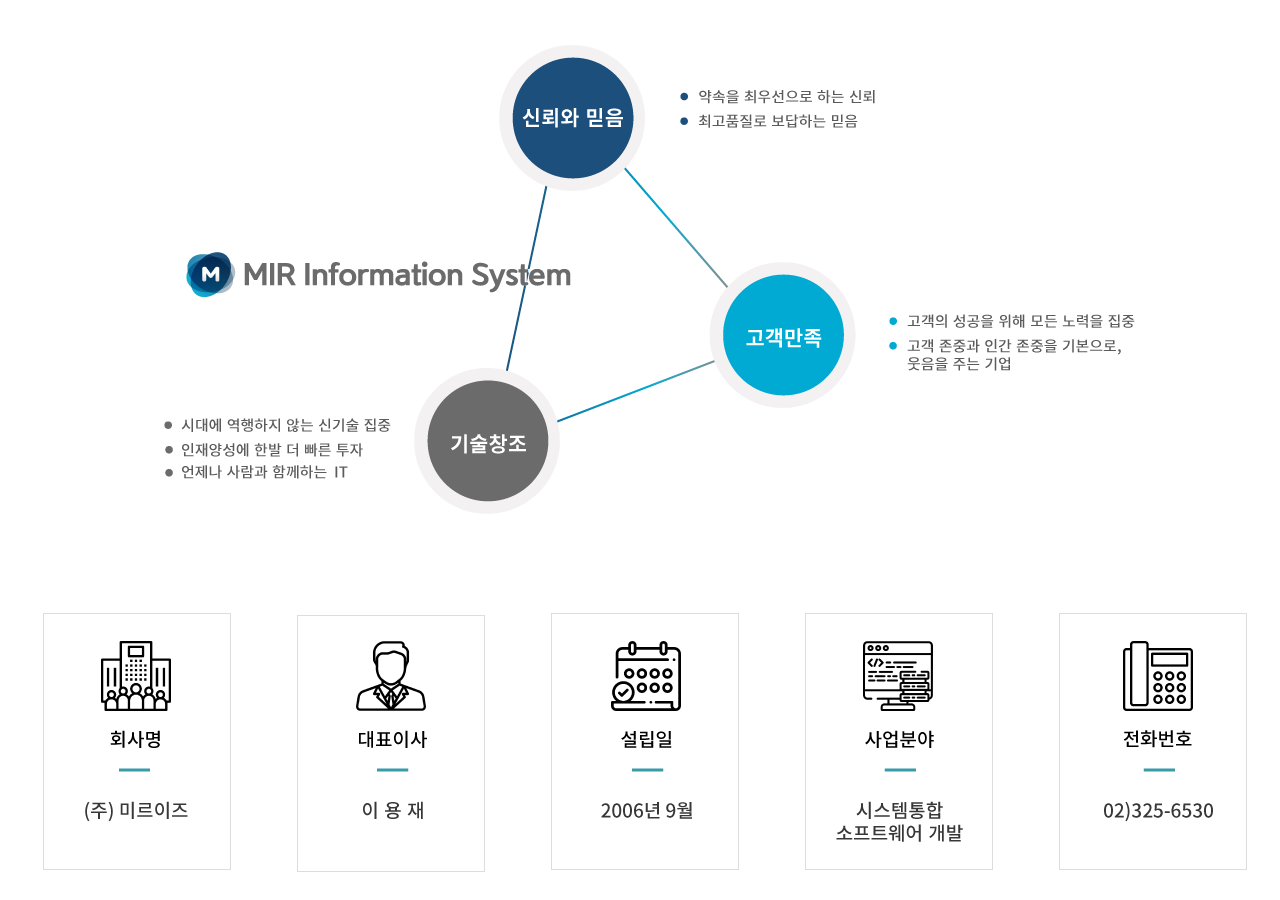 신뢰와 믿음
약속을 최우선으로 하는 신뢰
최고품질로 보답하는 믿음
M MIR Information System
고객만족
고객의 성공을 위해 모든 노력을 집중
고객 존중과 인간 존중을 기본으로,
웃음을 주는 기업
기술창조
시대에 역행하지 않는 신기술 집중
인재양성에 한발 더 빠른 투자
언제나 사람과 함께하는 IT
회사명
(주) 미르이즈
대표이사
이 용 재
설립일
2006년 9월
사업분야
시스템통합
소프트웨어 개발
전화번호
02)325-6530